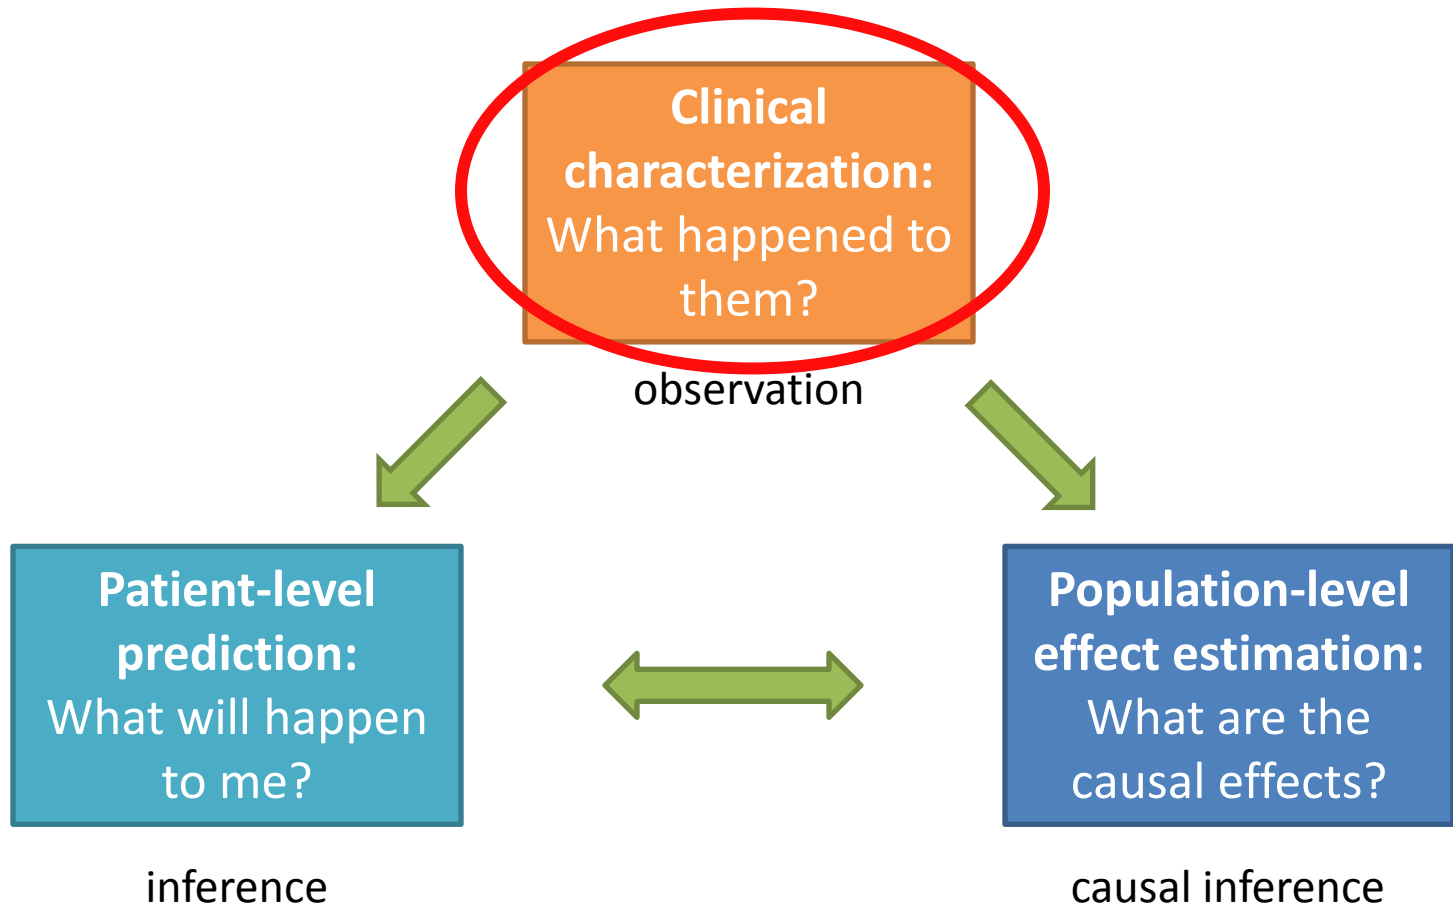 Clinical
characterization:
What happened to
them?
observation
Patient-level
prediction:
What will happen
to me?
inference
Population-level
effect estimation:
What are the
causal effects?
causal inference